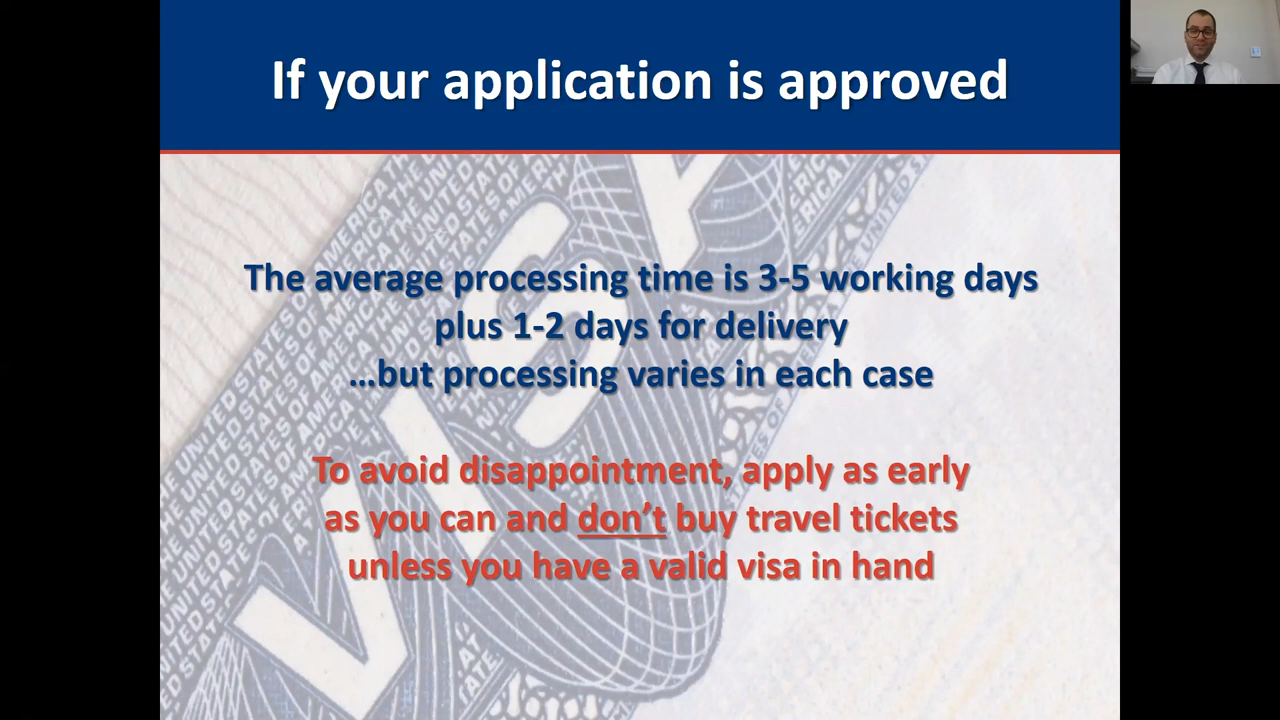 If your application is approved
The average processing time is 3-5 working days
plus 1-2 days for delivery
...but processing varies in each case
To avoid disappointment, apply as early
as you can and don't buy travel tickets
unless you have a valid visa in hand
VISA